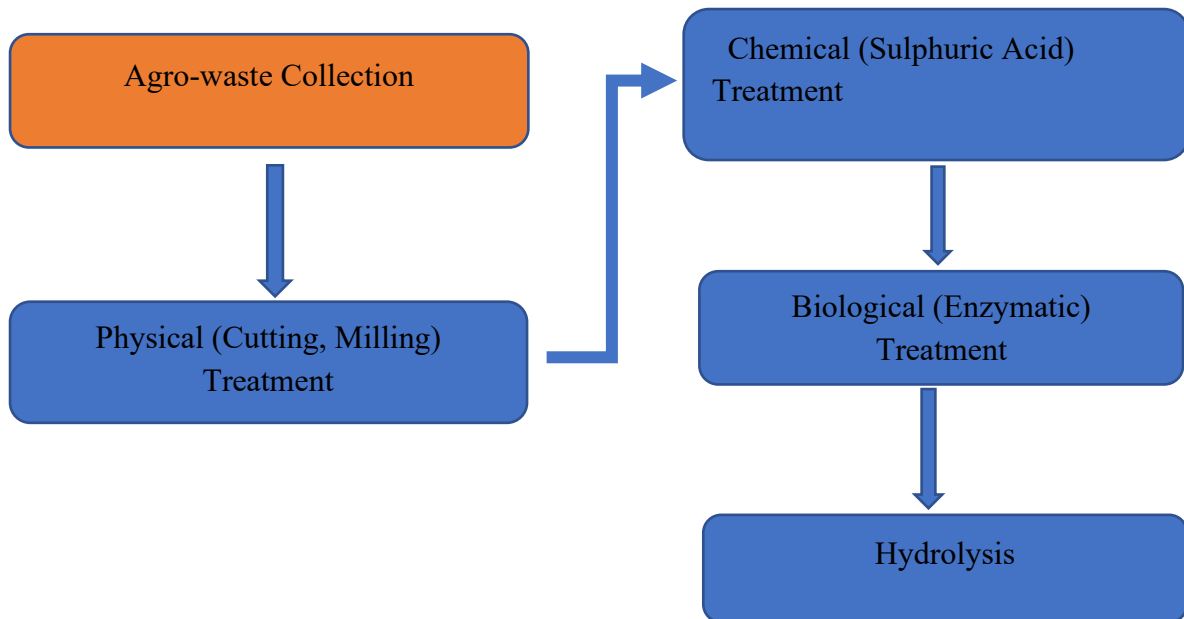 Agro-waste Collection
Physical (Cutting, Milling)
Treatment
Chemical (Sulphuric Acid)
Treatment
Biological (Enzymatic)
Treatment
Hydrolysis